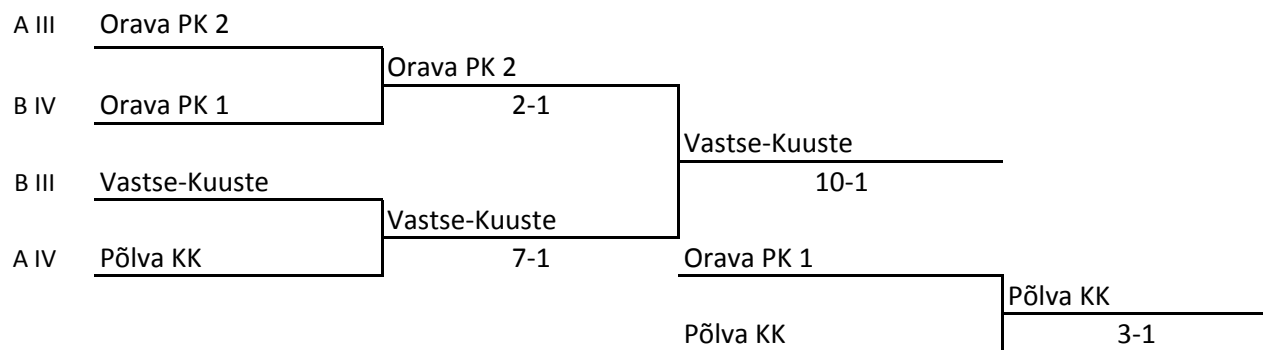 A III Orava PK 2
Orava PK 2
B IV Orava PK 1 2-1
Vastse-Kuuste
B III Vastse-Kuuste 10-1
Vastse-Kuuste
A IV Põlva KK 7-1 Orava PK 1
Põlva KK
Põlva KK 3-1